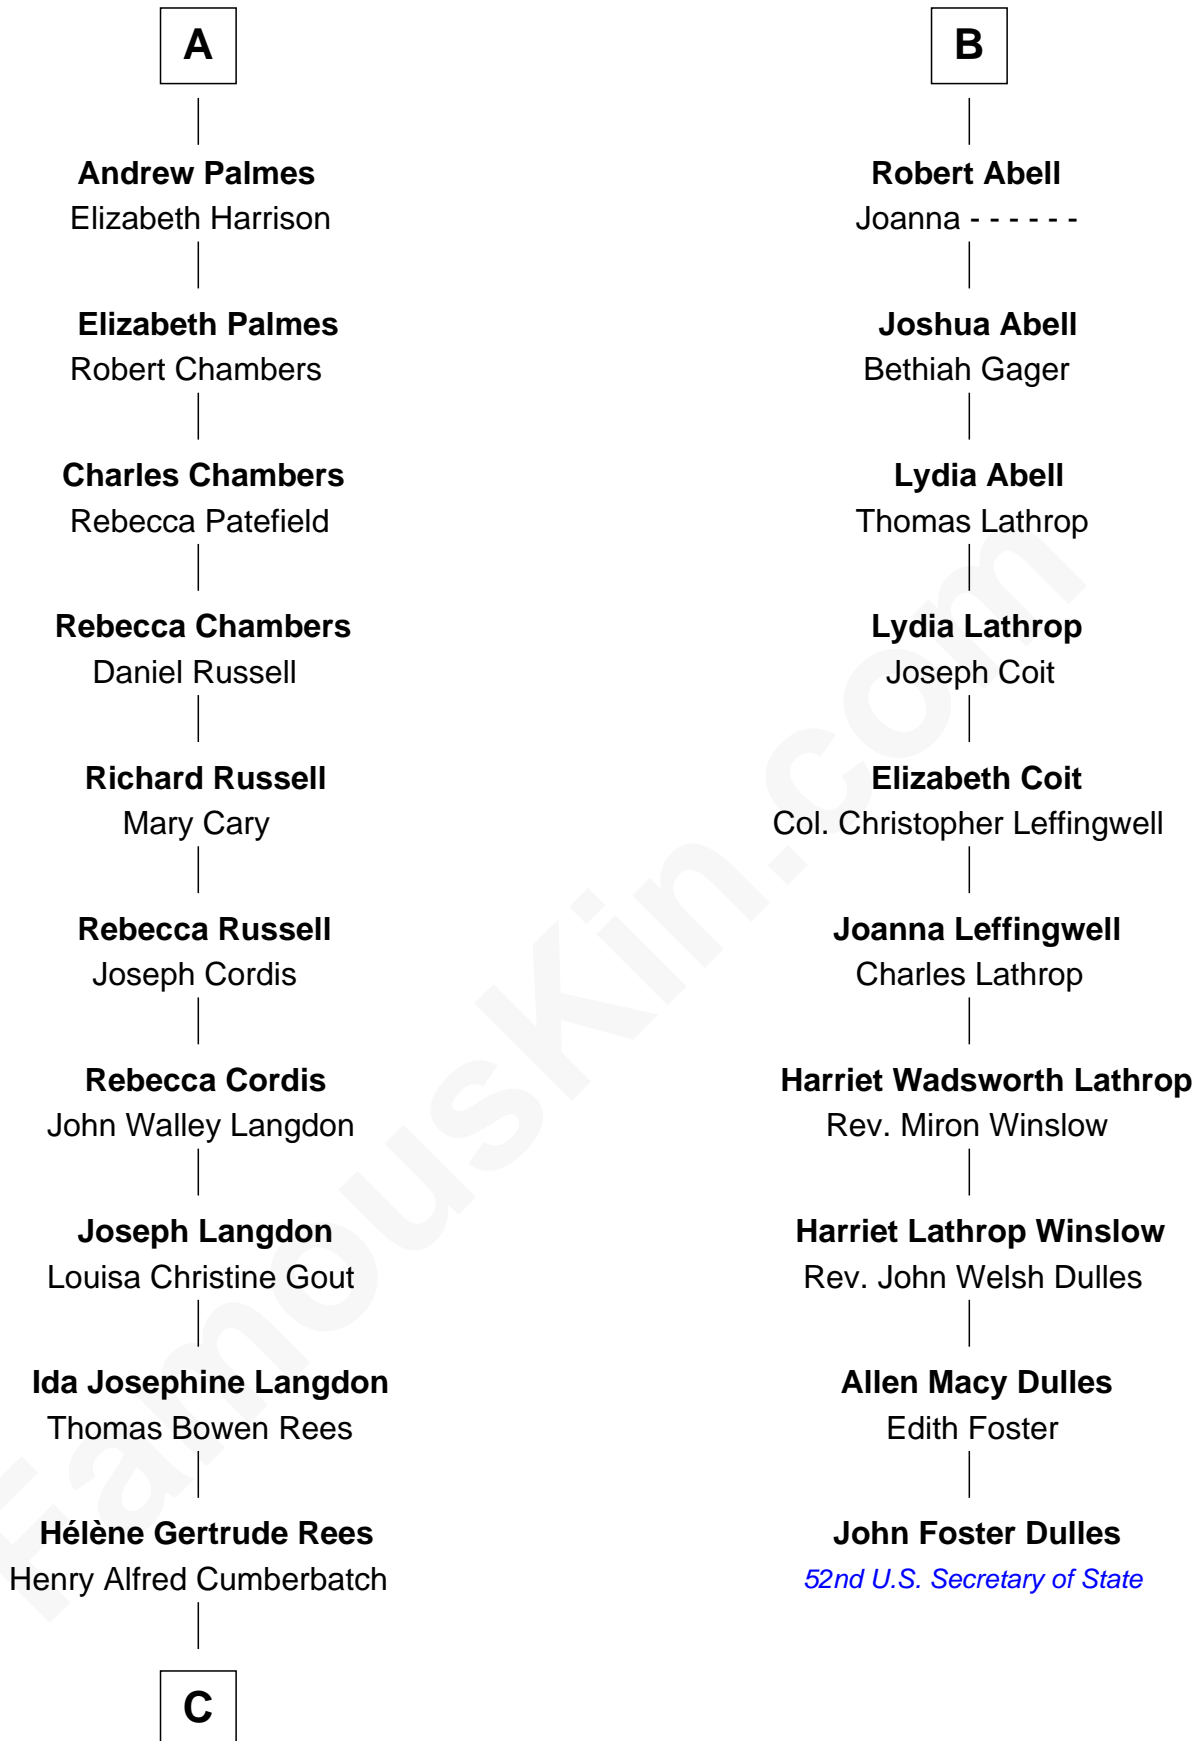 A
Andrew Palmes
Elizabeth Harrison
Elizabeth Palmes
Robert Chambers
Charles Chambers
Rebecca Patefield
Rebecca Chambers
Daniel Russell
Richard Russell
Mary Cary
Rebecca Russell
Joseph Cordis
Rebecca Cordis
John Walley Langdon
Joseph Langdon
Louisa Christine Gout
Ida Josephine Langdon
Thomas Bowen Rees
Hélène Gertrude Rees
Henry Alfred Cumberbatch
C
B
Robert Abell
Joanna - - - - - -
Joshua Abell
Bethiah Gager
Lydia Abell
Thomas Lathrop
Lydia Lathrop
Joseph Coit
Elizabeth Coit
Col. Christopher Leffingwell
Joanna Leffingwell
Charles Lathrop
Harriet Wadsworth Lathrop
Rev. Miron Winslow
Harriet Lathrop Winslow
Rev. John Welsh Dulles
Allen Macy Dulles
Edith Foster
John Foster Dulles
52nd U.S. Secretary of State
FamousKin.com